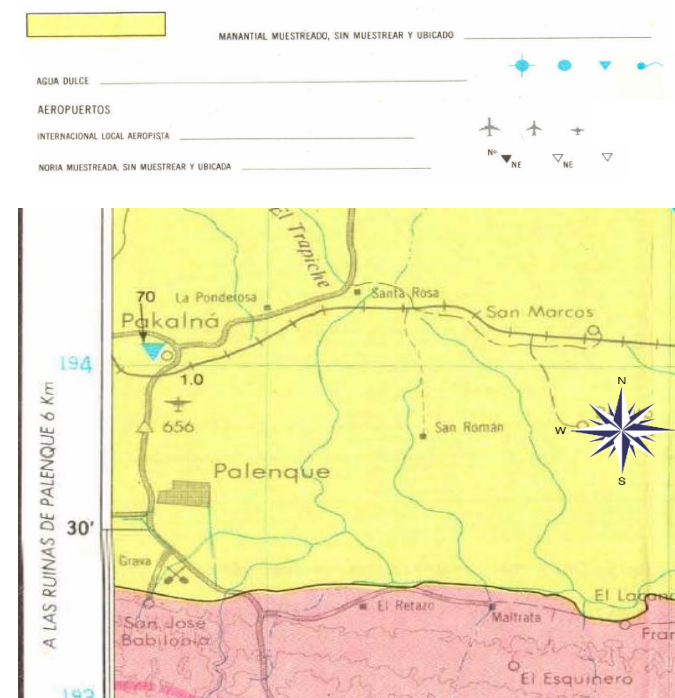 MANANTIAL MUESTREADO, SIN MUESTREAR Y UBICADO
AGUA DULCE
AEROPUERTOS
INTERNACIONAL LOCAL AEROPISTA
NORIA MUESTREADA, SIN MUESTREAR Y UBICADA
Nº
NE
NE
El Trapiche
70
La Ponderosa
Santa Rosa
Pakalná
San Marcos
194
1.0
N
656
San Román
W
S
Palenque
30'
A LAS RUINAS DE PALENQUE 6 Km
Grava
El Retazo
Maltrata
El
San José
Babilonia
El Esquinero